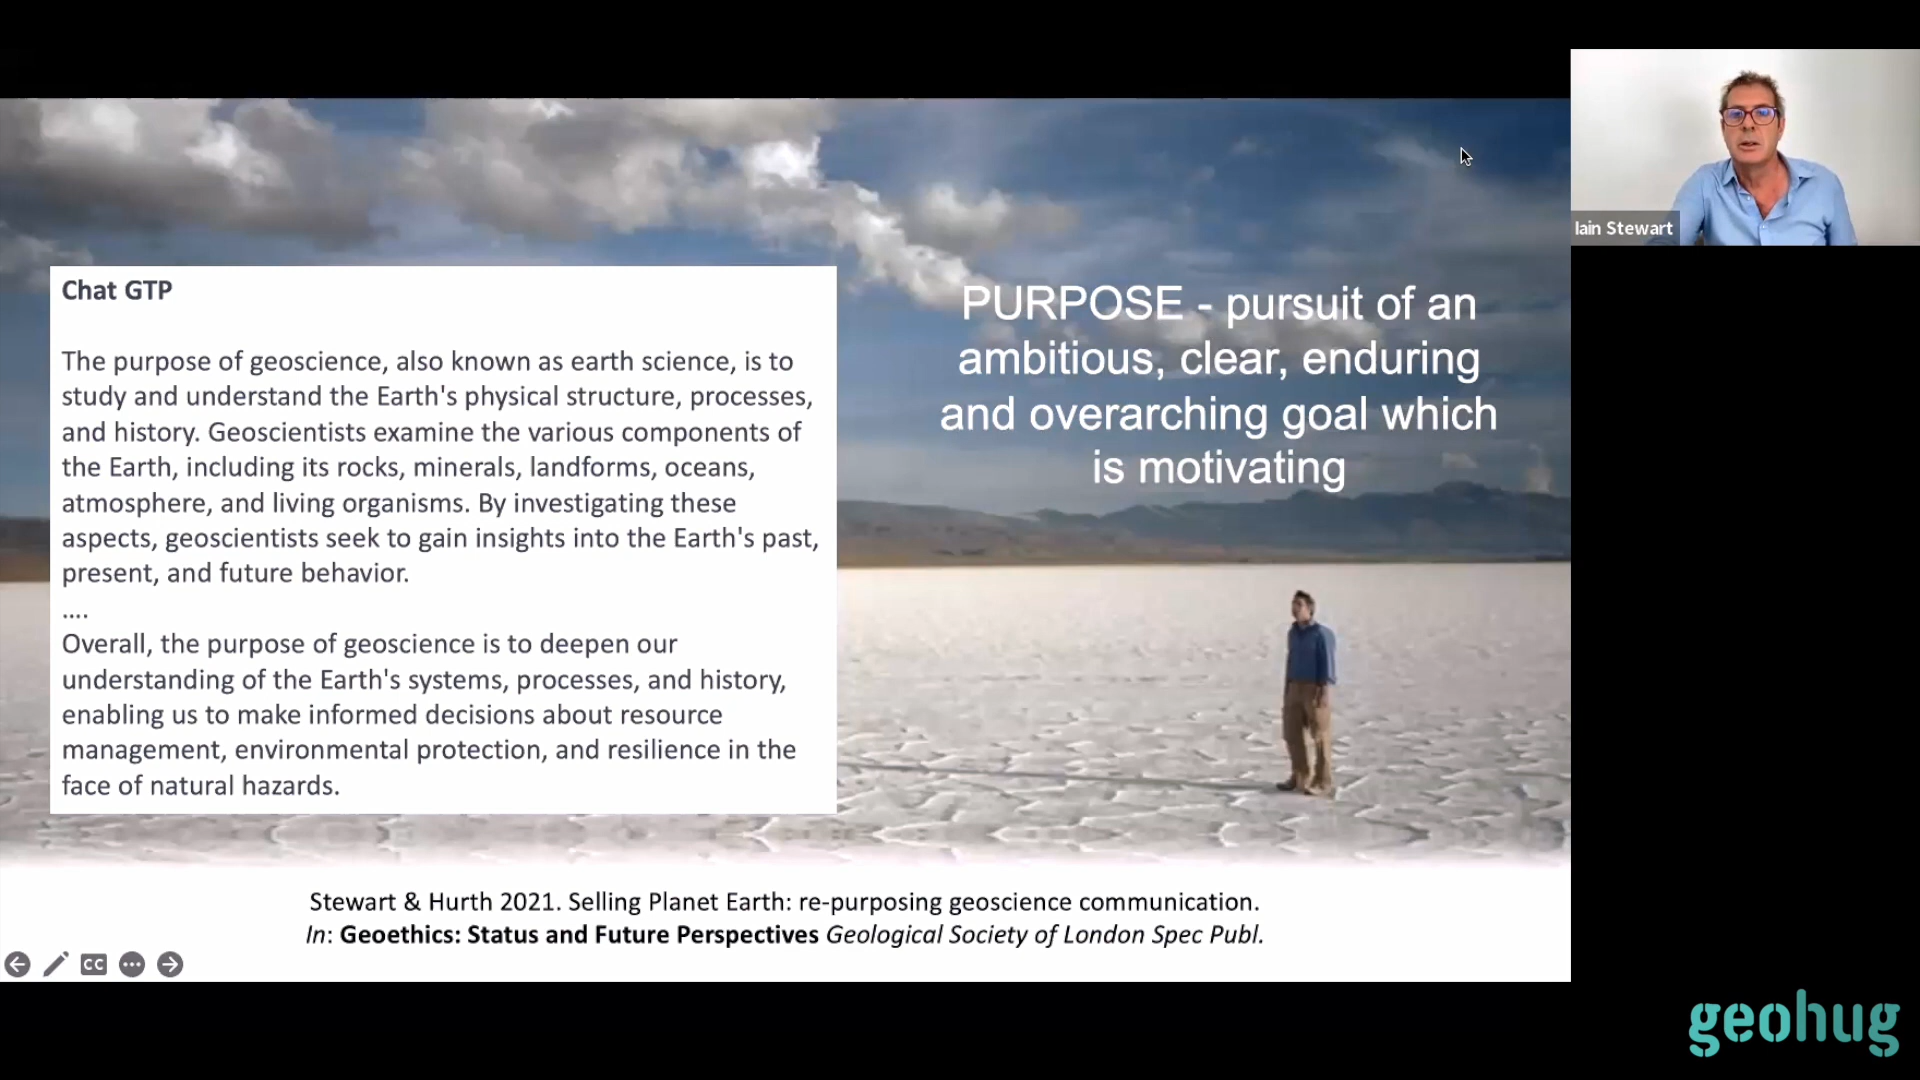 Iain Stewart
Chat GTP
The purpose of geoscience, also known as earth science, is to
study and understand the Earth's physical structure, processes,
and history. Geoscientists examine the various components of
the Earth, including its rocks, minerals, landforms, oceans,
atmosphere, and living organisms. By investigating these
aspects, geoscientists seek to gain insights into the Earth's past,
present, and future behavior.
....
Overall, the purpose of geoscience is to deepen our
understanding of the Earth's systems, processes, and history,
enabling us to make informed decisions about resource
management, environmental protection, and resilience in the
face of natural hazards.
PURPOSE - pursuit of an
ambitious, clear, enduring
and overarching goal which
is motivating
Stewart & Hurth 2021. Selling Planet Earth: re-purposing geoscience communication.
In: Geoethics: Status and Future Perspectives Geological Society of London Spec Publ.
CC
geohug